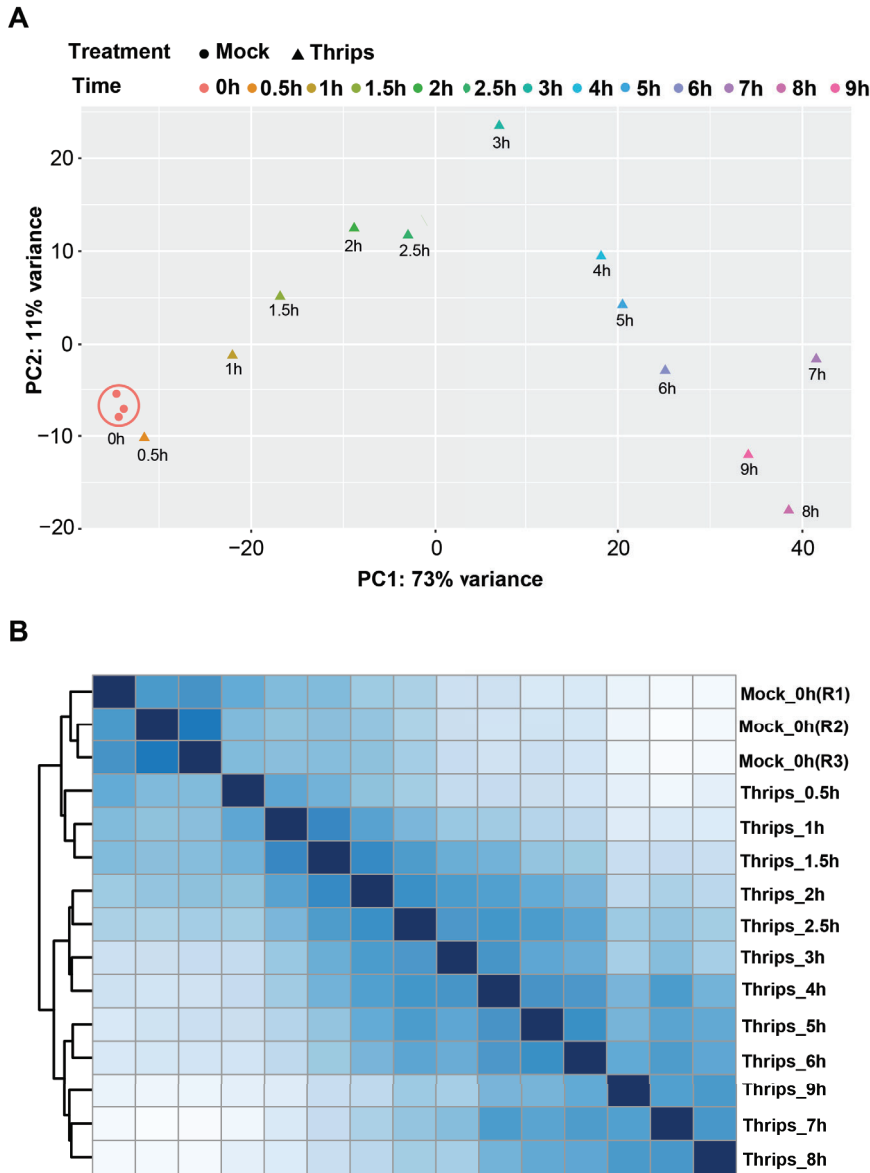 A
Treatment ● Mock ▲ Thrips
Time 0h 0.5h 1h 1.5h 2h 2.5h 3h 4h 5h 6h 7h 8h 9h
20
3h
2h
2.5h
10
4h
1.5h
5h
0
1h
6h
7h
−10
0h
0.5h
9h
8h
−20
−20 0 20 40
PC2: 11% variance
PC1: 73% variance
B
Mock_0h(R1)
Mock_0h(R2)
Mock_0h(R3)
Thrips_0.5h
Thrips_1h
Thrips_1.5h
Thrips_2h
Thrips_2.5h
Thrips_3h
Thrips_4h
Thrips_5h
Thrips_6h
Thrips_9h
Thrips_7h
Thrips_8h